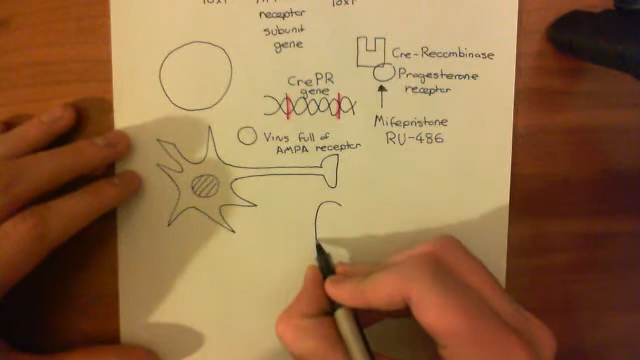 loxP
loxP
receptor
subunit
gene
Cre-Recombinase
Progesterone
receptor
CrePR
gene
Mifepristone
RU-486
Virus full of
AMPA receptor